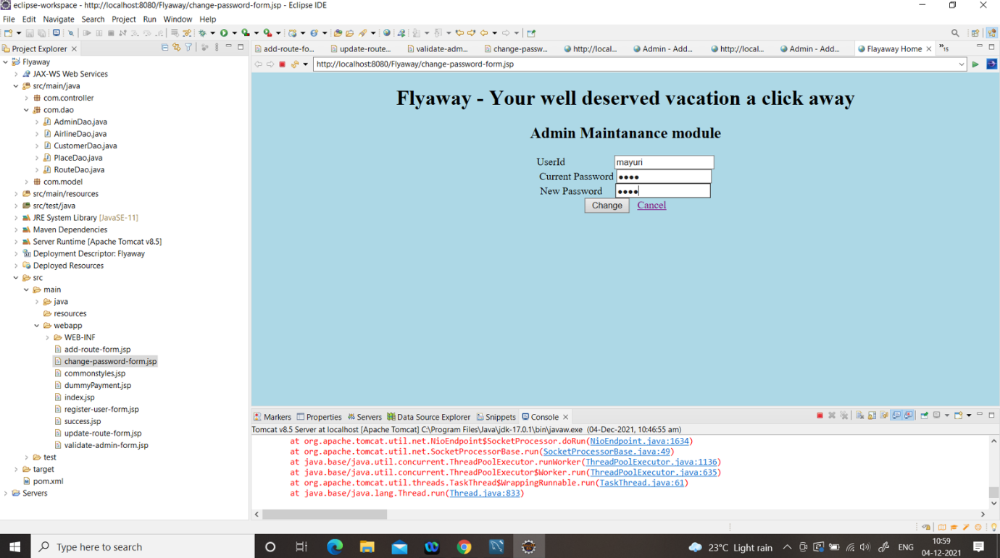 eclipse-workspace - http://localhost:8080/Flyaway/change-password-form.jsp - Eclipse IDE
File Edit Navigate Search Project Run Window Help
Project Explorer
Flyaway
JAX-WS Web Services
src/main/java
com.controller
com.dao
AdminDao.java
AirlineDao.java
CustomerDao.java
PlaceDao.java
RouteDao.java
com.model
src/main/resources
src/test/java
JRE System Library [JavaSE-11]
Maven Dependencies
Server Runtime [Apache Tomcat v8.5]
Deployment Descriptor: Flyaway
Deployed Resources
src
main
java
resources
webapp
WEB-INF
add-route-form.jsp
change-password-form.jsp
commonstyles.jsp
dummyPayment.jsp
index.jsp
register-user-form.jsp
success.jsp
update-route-form.jsp
validate-admin-form.jsp
test
target
pom.xml
Servers
add-route-fo... update-route... validate-adm... change-passw... http://local... Admin - Add... http://local... Admin - Add... Flayaway Home 15
http://localhost:8080/Flyaway/change-password-form.jsp
Flyaway - Your well deserved vacation a click away
Admin Maintanance module
UserId mayuri
Current Password ••••
New Password ••••
Change Cancel
Markers Properties Servers Data Source Explorer Snippets Console
Tomcat v8.5 Server at localhost [Apache Tomcat] C:\Program Files\Java\jdk-17.0.1\bin\javaw.exe (04-Dec-2021, 10:46:55 am)
at org.apache.tomcat.util.net.NioEndpoint$SocketProcessor.doRun(NioEndpoint.java:1634)
at org.apache.tomcat.util.net.SocketProcessorBase.run(SocketProcessorBase.java:49)
at java.base/java.util.concurrent.ThreadPoolExecutor.runWorker(ThreadPoolExecutor.java:1136)
at java.base/java.util.concurrent.ThreadPoolExecutor$Worker.run(ThreadPoolExecutor.java:635)
at org.apache.tomcat.util.threads.TaskThread$WrappingRunnable.run(TaskThread.java:61)
at java.base/java.lang.Thread.run(Thread.java:833)
Type here to search
23°C Light rain
ENG
10:59
04-12-2021